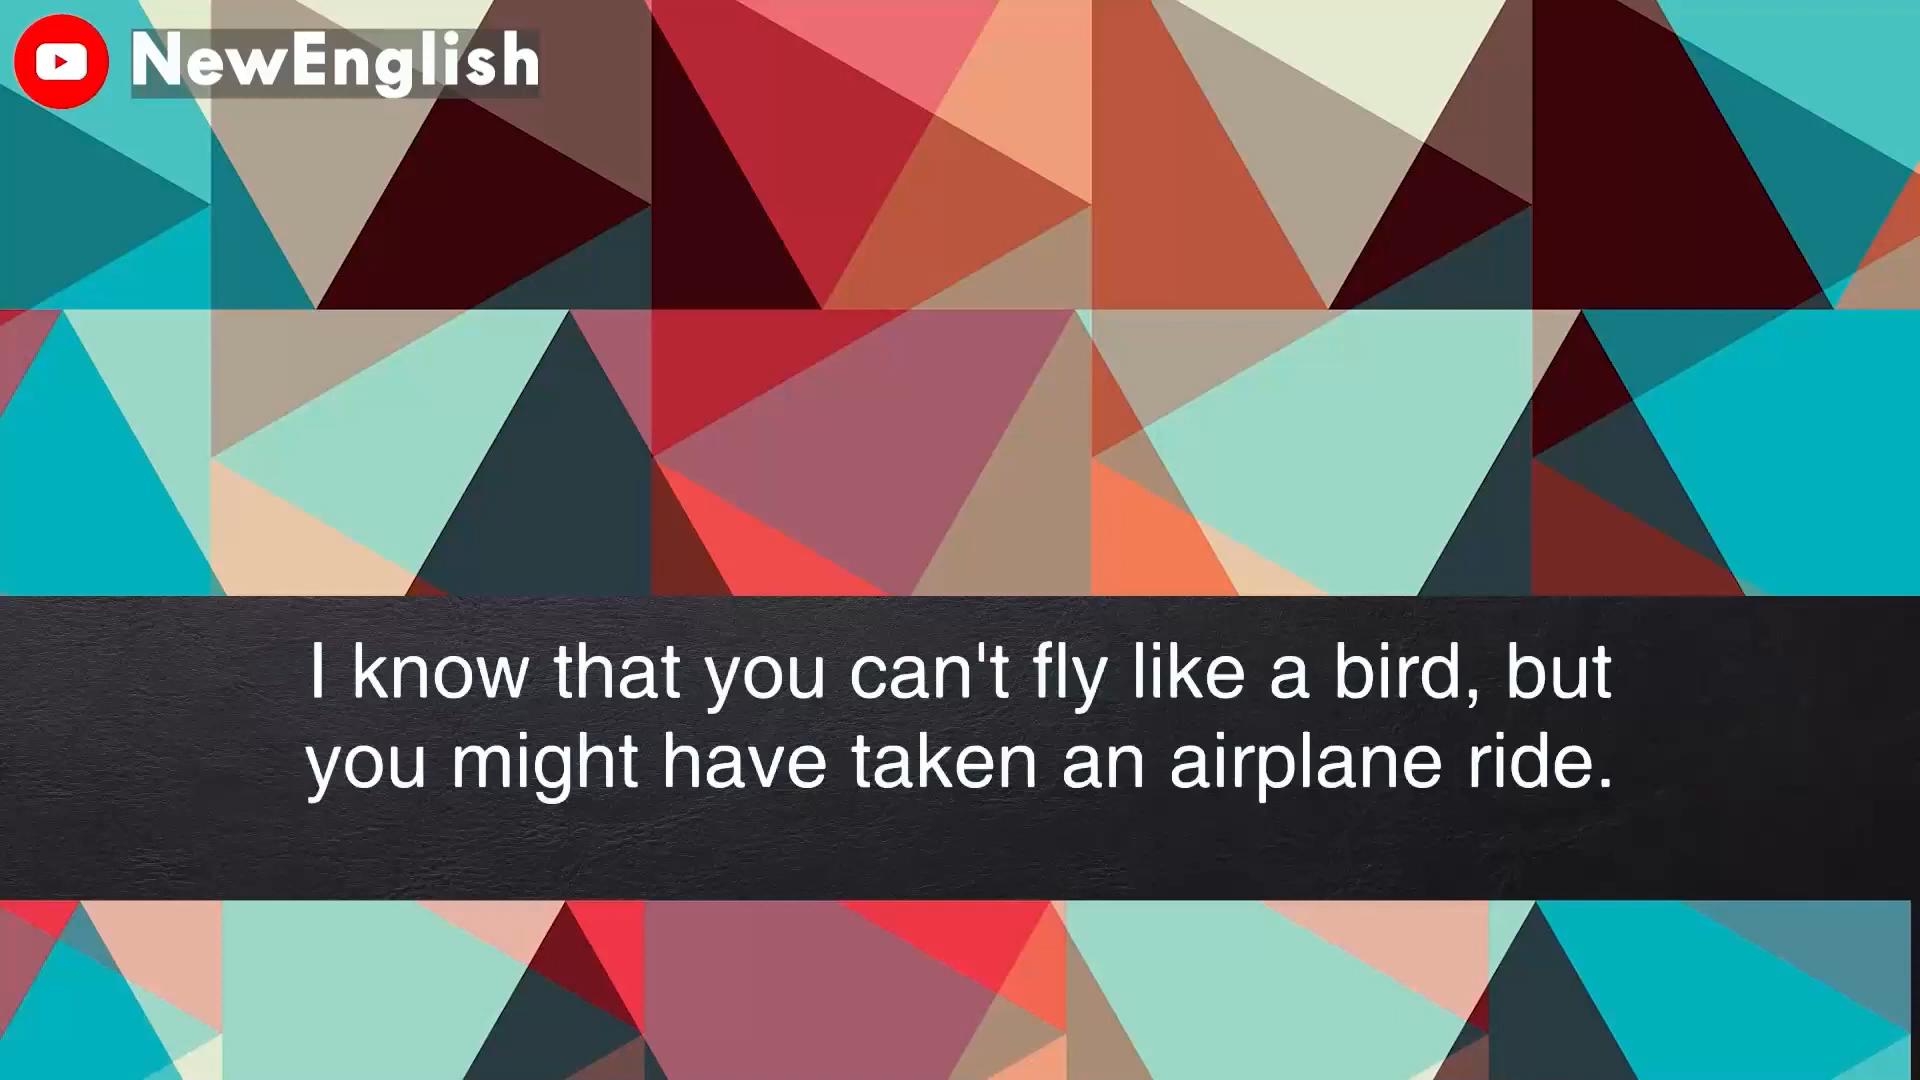 NewEnglish
I know that you can't fly like a bird, but
you might have taken an airplane ride.